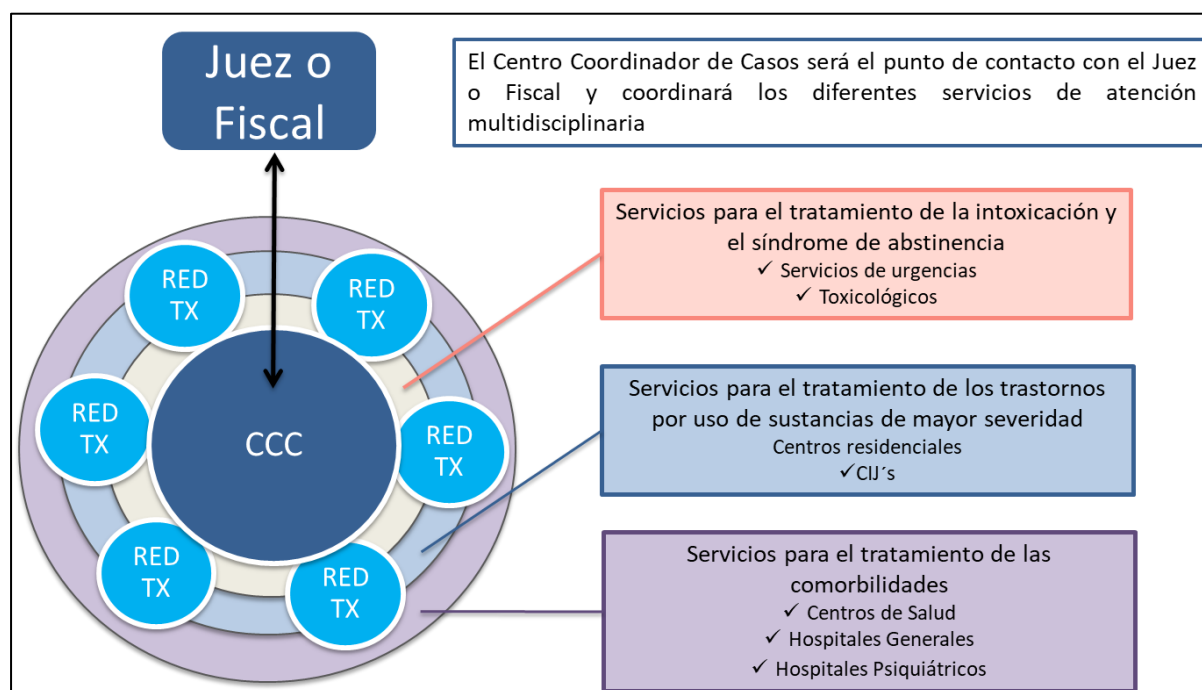 Juez o
Fiscal
El Centro Coordinador de Casos será el punto de contacto con el Juez
o Fiscal y coordinará los diferentes servicios de atención
multidisciplinaria
Servicios para el tratamiento de la intoxicación y
el síndrome de abstinencia
✓ Servicios de urgencias
✓ Toxicológicos
RED
TX
RED
TX
RED
TX
CCC
RED
TX
RED
TX
RED
TX
Servicios para el tratamiento de los trastornos
por uso de sustancias de mayor severidad
Centros residenciales
✓CIJ´s
Servicios para el tratamiento de las
comorbilidades
✓ Centros de Salud
✓ Hospitales Generales
✓ Hospitales Psiquiátricos